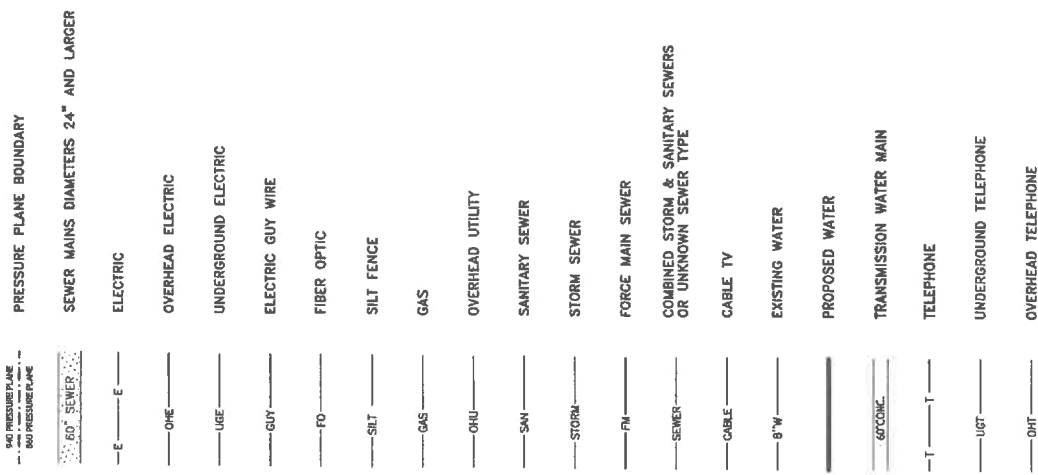 940 PRESSURE PLANE
860 PRESSURE PLANE
PRESSURE PLANE BOUNDARY
60" SEWER
SEWER MAINS DIAMETERS 24" AND LARGER
E E
ELECTRIC
OHE
OVERHEAD ELECTRIC
UGE
UNDERGROUND ELECTRIC
GUY
ELECTRIC GUY WIRE
FO
FIBER OPTIC
SILT
SILT FENCE
GAS
GAS
OHU
OVERHEAD UTILITY
SAN
SANITARY SEWER
STORM
STORM SEWER
FM
FORCE MAIN SEWER
SEWER
COMBINED STORM & SANITARY SEWERS
OR UNKNOWN SEWER TYPE
CABLE
CABLE TV
8"W
EXISTING WATER
PROPOSED WATER
60"CONC.
TRANSMISSION WATER MAIN
T T
TELEPHONE
UGT
UNDERGROUND TELEPHONE
OHT
OVERHEAD TELEPHONE